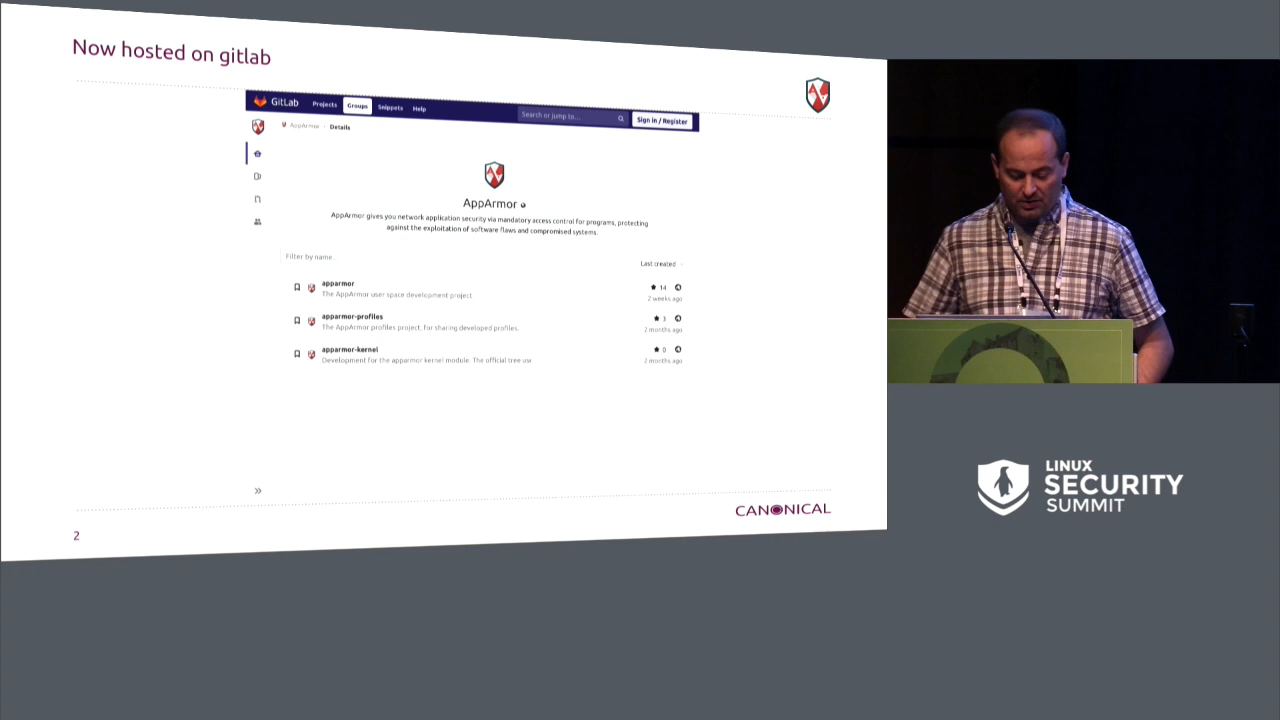 Now hosted on gitlab
GitLab Projects Groups Snippets Help Search or jump to... Sign in / Register
AppArmor Details
AppArmor
AppArmor gives you network application security via mandatory access control for programs, protecting
against the exploitation of software flaws and compromised systems.
Filter by name...
Last created
apparmor
The AppArmor user space development project
14
2 weeks ago
apparmor-profiles
The AppArmor profiles project, for sharing developed profiles.
3
2 months ago
apparmor-kernel
Development for the apparmor kernel module. The official tree
0
2 months ago
CANONICAL
2
LINUX
SECURITY
SUMMIT